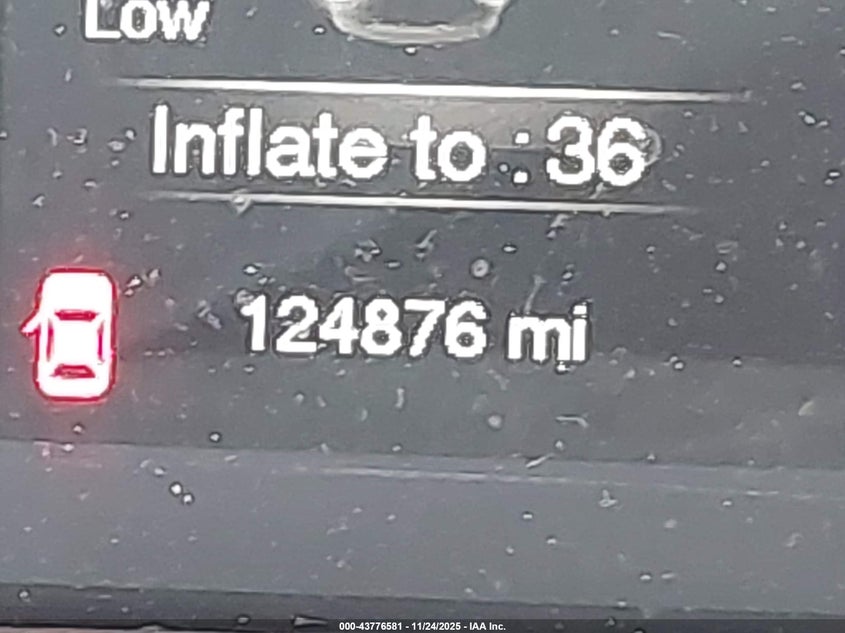 Low
Inflate to : 36
124876 mi
000-43776581 - 11/24/2025 - IAA Inc.